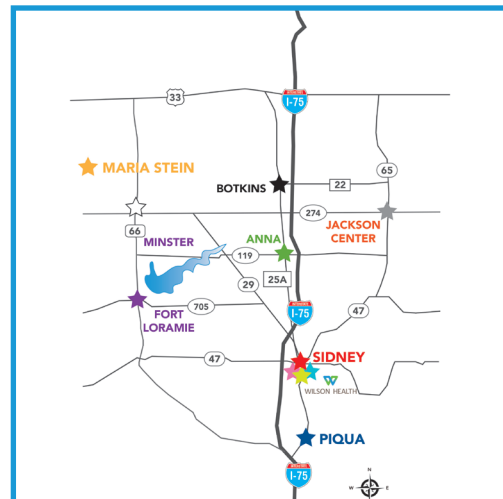 33
I-75
MARIA STEIN
65
BOTKINS
22
274
66
MINSTER
ANNA
JACKSON
CENTER
119
25A
29
705
FORT
LORAMIE
I-75
47
47
SIDNEY
WILSON HEALTH
PIQUA
I-75
N
W
E